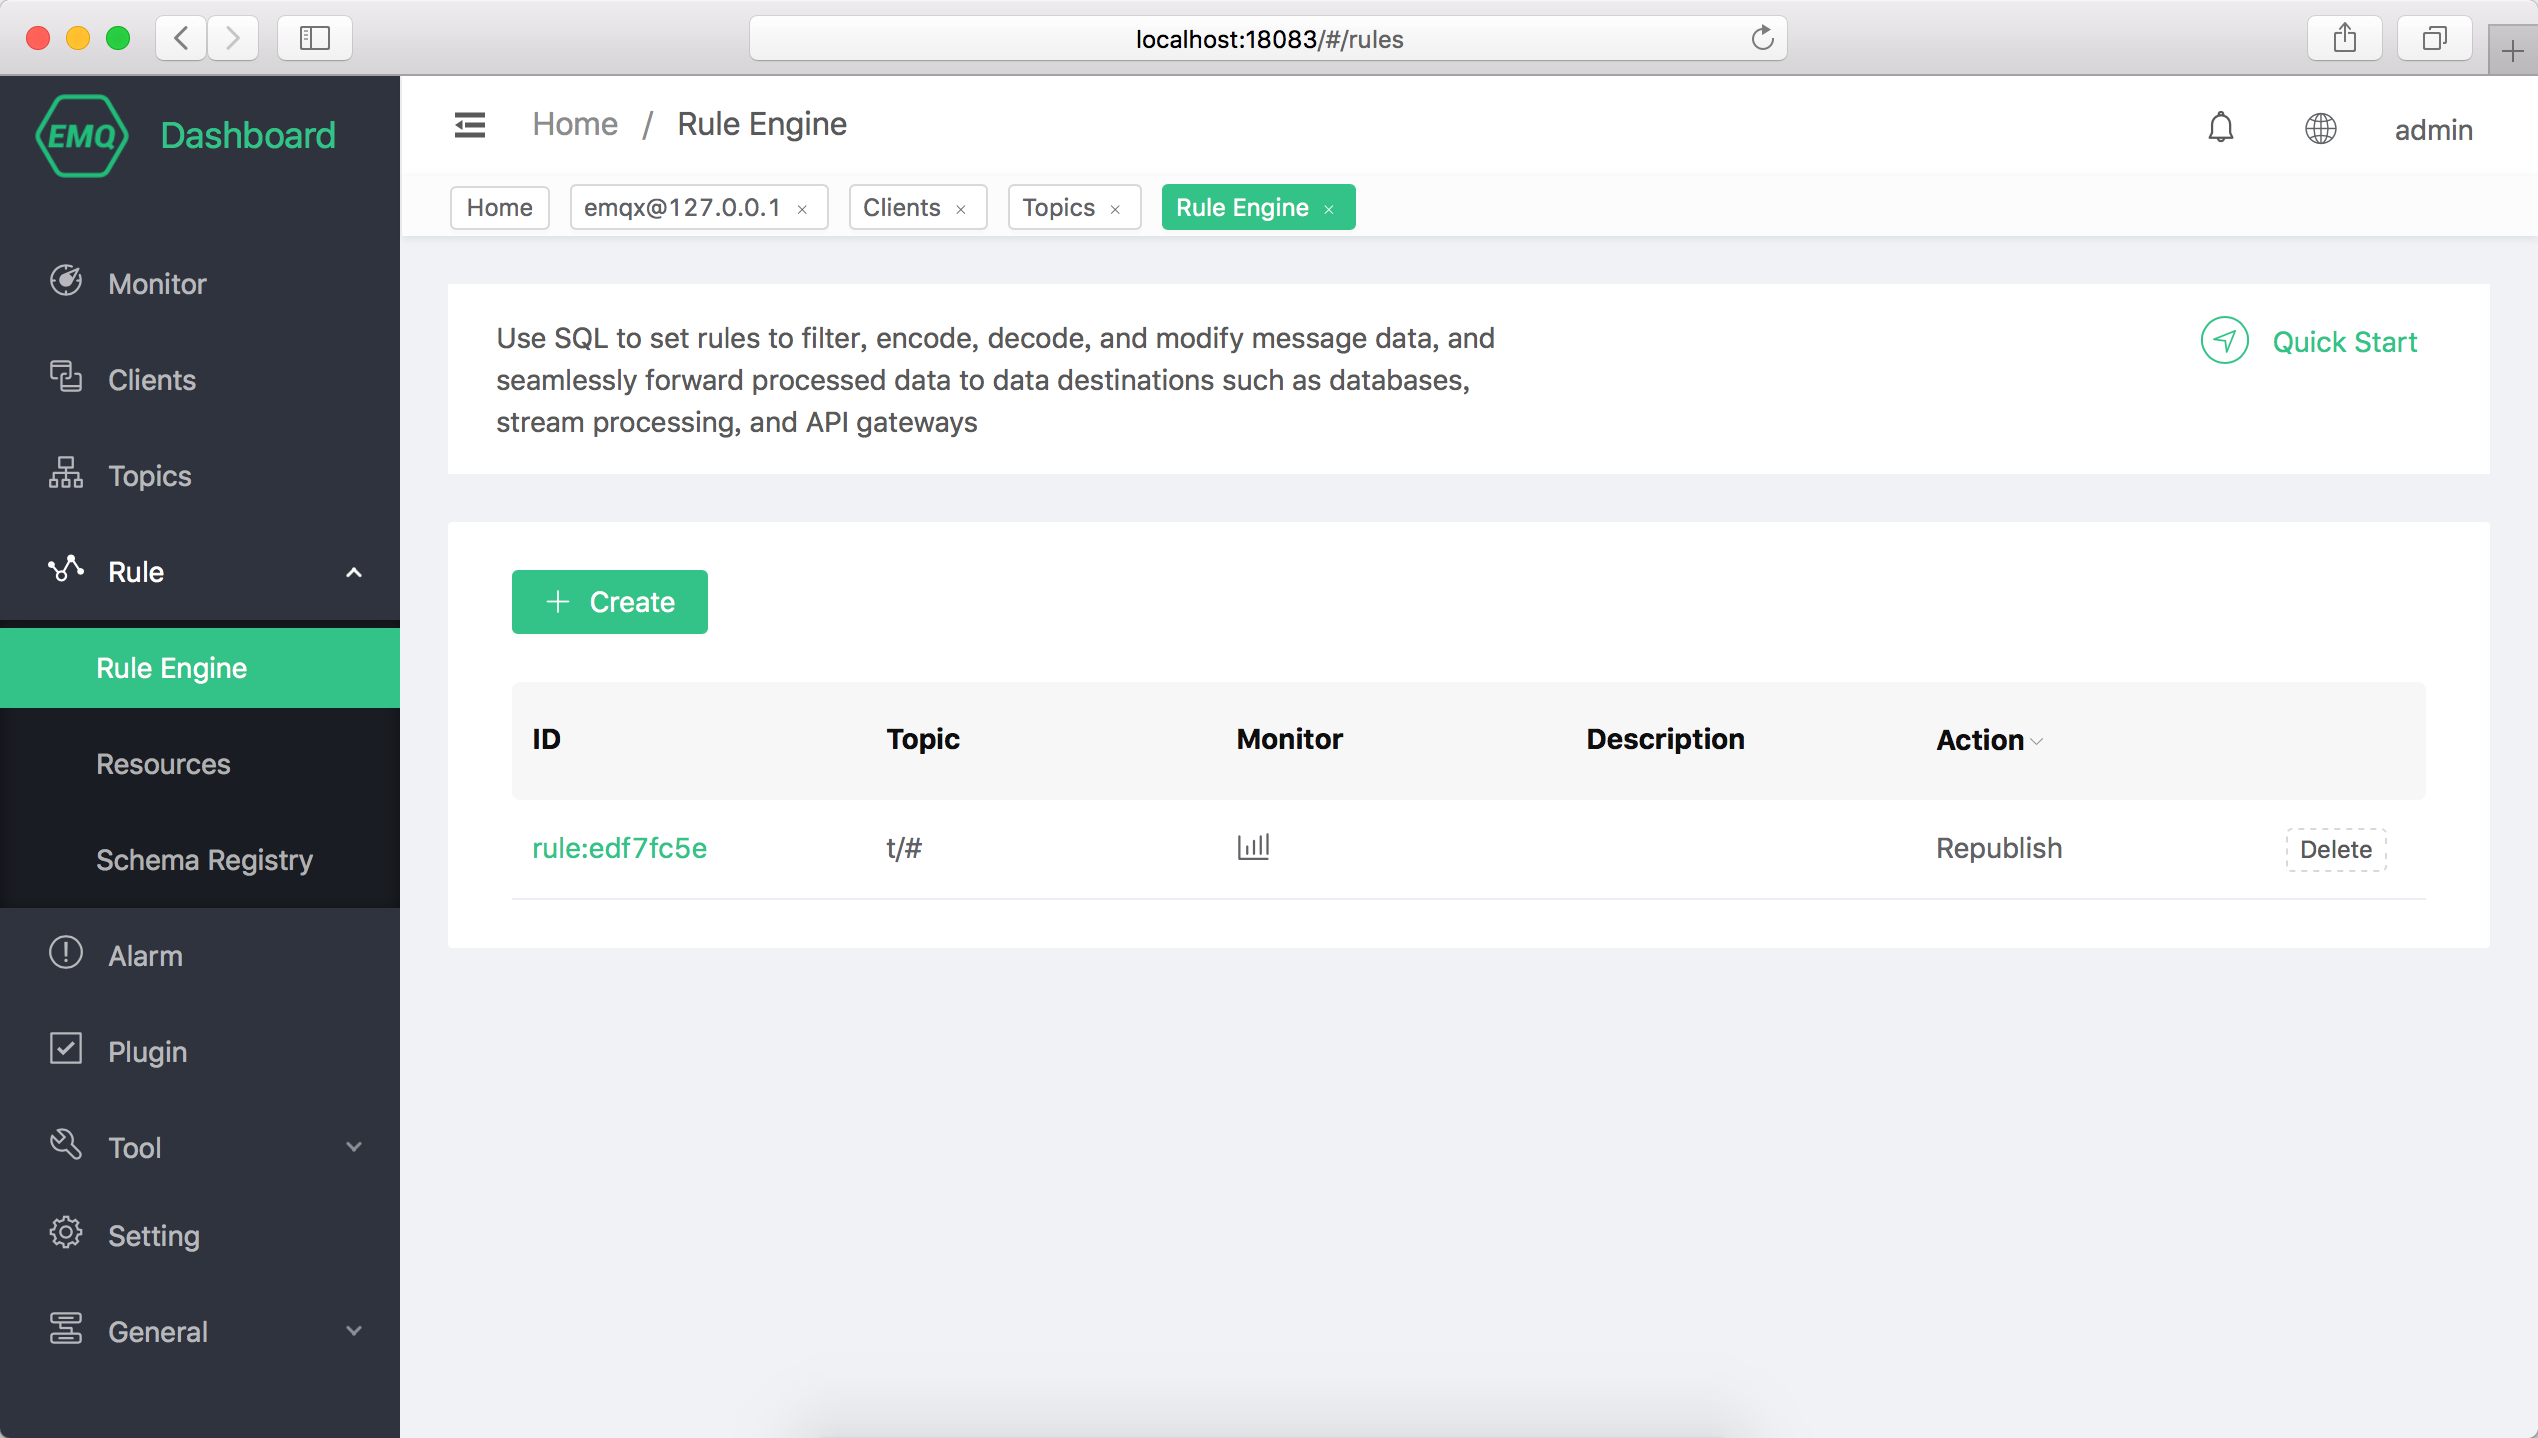 localhost:18083/#/rules
EMQ Dashboard
Home / Rule Engine
admin
Home
emqx@127.0.0.1 ×
Clients ×
Topics ×
Rule Engine ×
Monitor
Clients
Topics
Rule
Rule Engine
Resources
Schema Registry
Alarm
Plugin
Tool
Setting
General
Use SQL to set rules to filter, encode, decode, and modify message data, and
seamlessly forward processed data to data destinations such as databases,
stream processing, and API gateways
Quick Start
+ Create
ID Topic Monitor Description Action
rule:edf7fc5e t/# Republish Delete